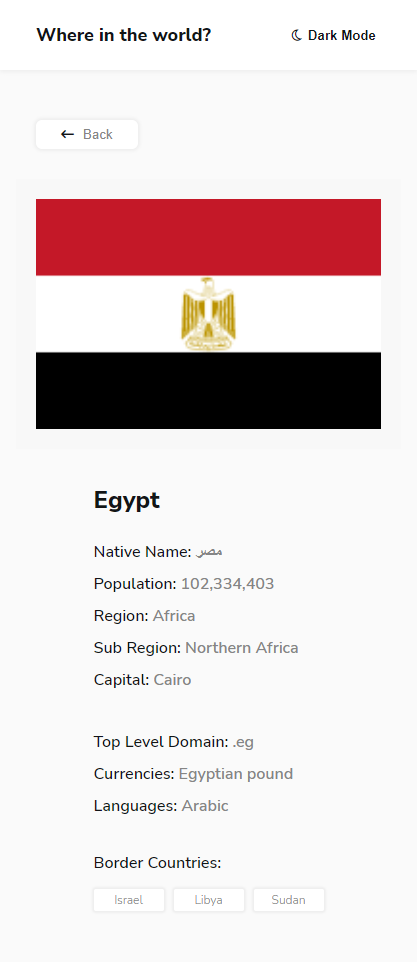 Where in the world?
Dark Mode
Back
Egypt
Native Name: مصر
Population: 102,334,403
Region: Africa
Sub Region: Northern Africa
Capital: Cairo
Top Level Domain: .eg
Currencies: Egyptian pound
Languages: Arabic
Border Countries:
Israel Libya Sudan